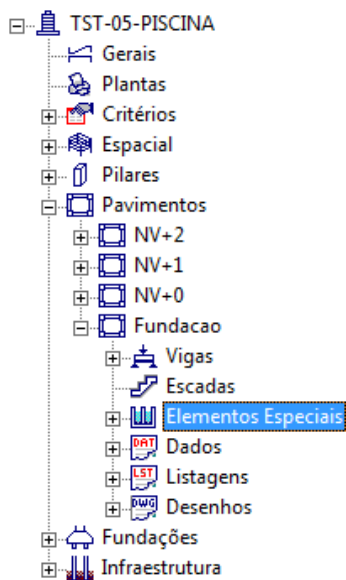 TST-05-PISCINA
Gerais
Plantas
Critérios
Espacial
Pilares
Pavimentos
NV+2
NV+1
NV+0
Fundacao
Vigas
Escadas
Elementos Especiais
DAT Dados
LST Listagens
DWG Desenhos
Fundações
Infraestrutura